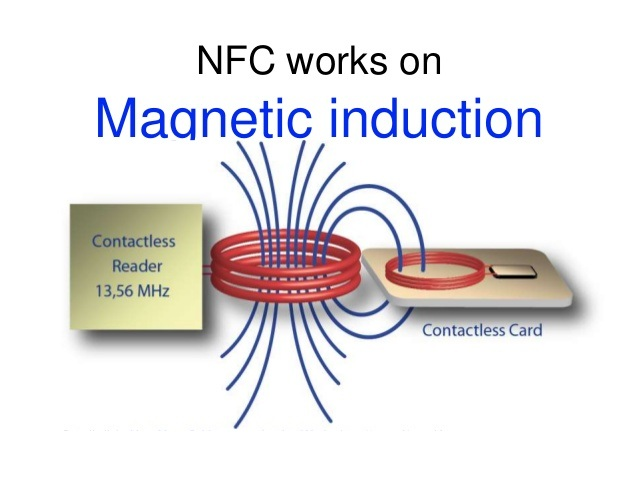 NFC works on
Magnetic induction
Contactless
Reader
13,56 MHz
Contactless Card